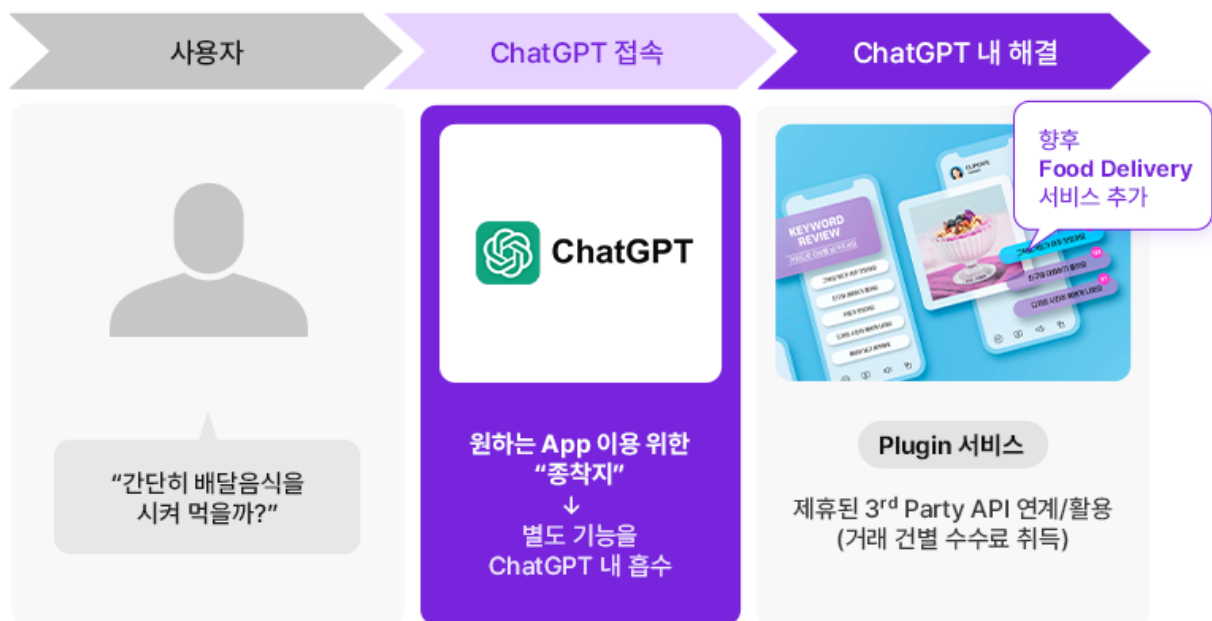 사용자
ChatGPT 접속
ChatGPT 내 해결
향후
Food Delivery
서비스 추가
KEYWORD
REVIEW
ChatGPT
“간단히 배달음식을
시켜 먹을까?”
원하는 App 이용 위한
“종착지”
↓
별도 기능을
ChatGPT 내 흡수
Plugin 서비스
제휴된 3rd Party API 연계/활용
(거래 건별 수수료 취득)